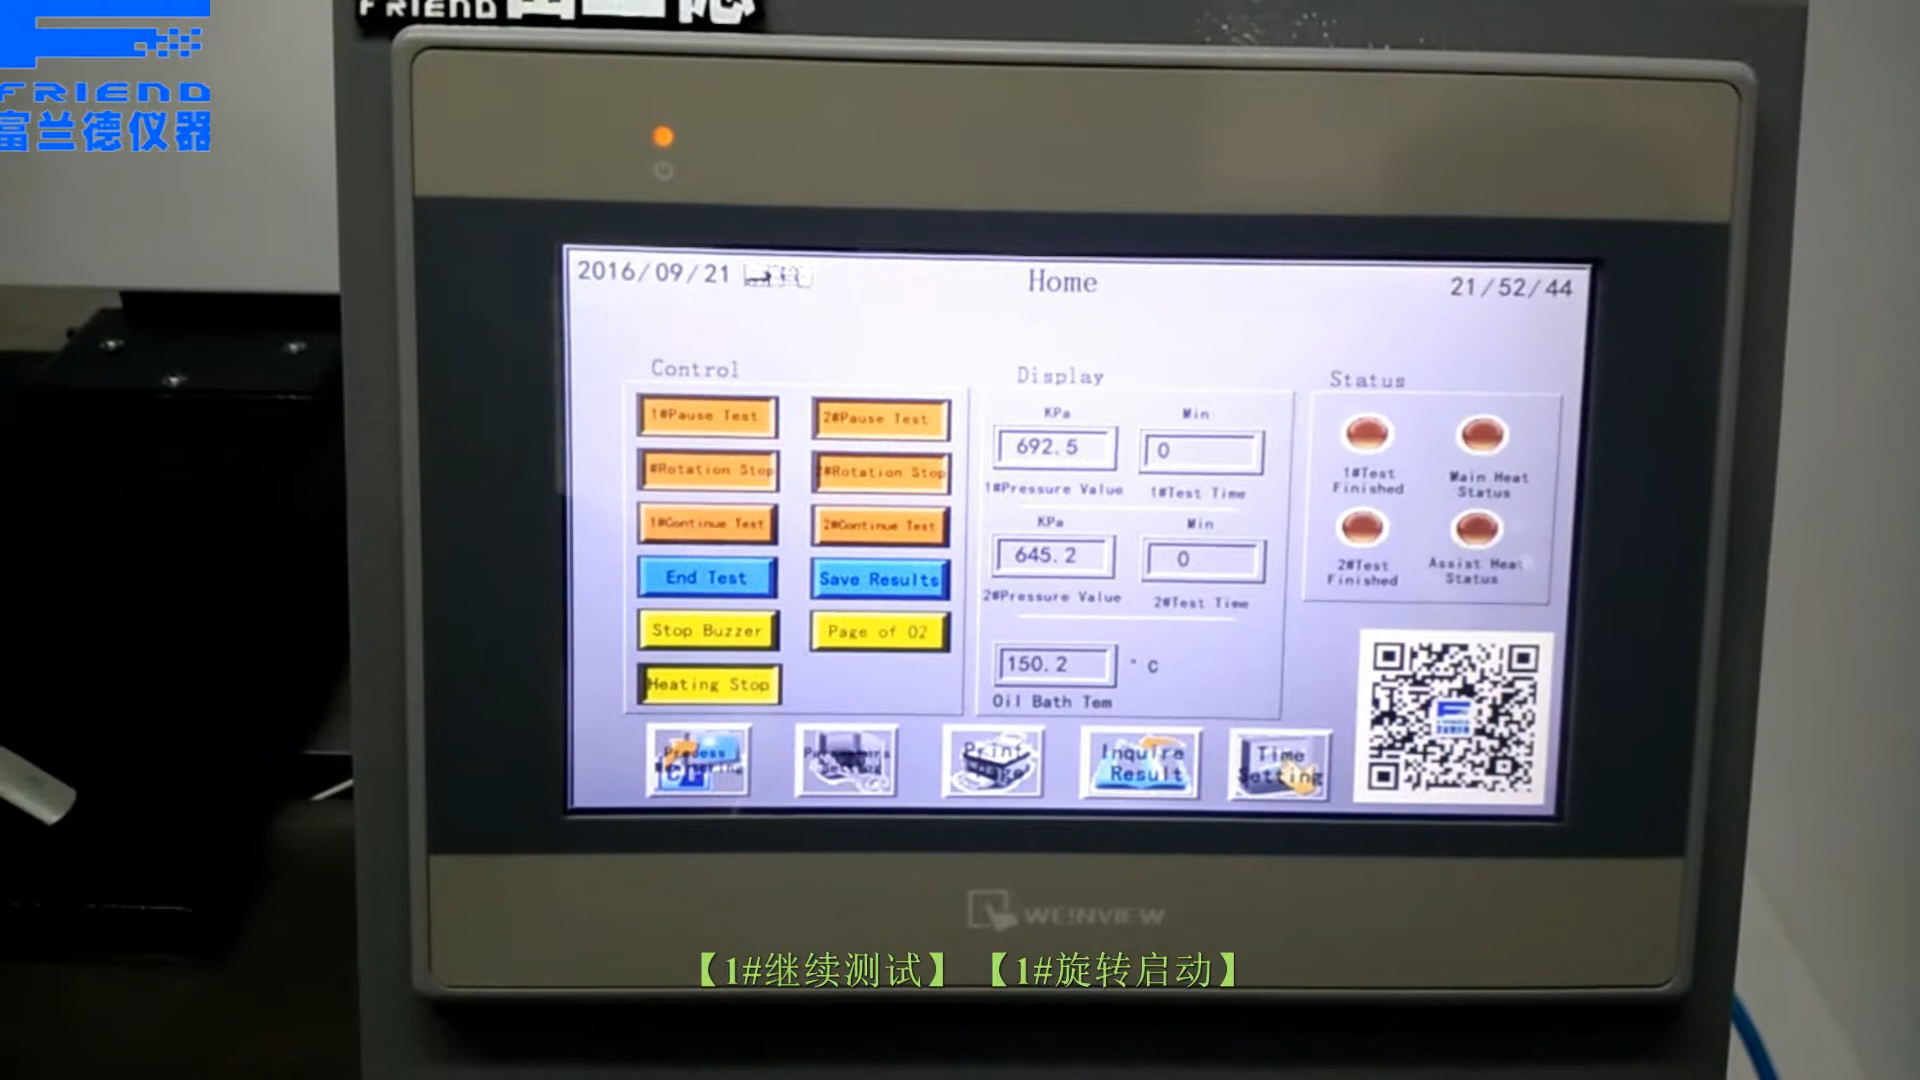 FRIEND
FRIEND
富兰德仪器
2016/09/21
Home
21/52/44
Control
Display
Status
1#Pause Test
2#Pause Test
#Rotation Stop
2#Rotation Stop
1#Continue Test
2#Continue Test
End Test
Save Results
Stop Buzzer
Page of 02
Heating Stop
KPa
Min
692.5
0
1#Pressure Value
1#Test Time
KPa
Min
645.2
0
2#Pressure Value
2#Test Time
150.2
°C
Oil Bath Tem
1#Test
Finished
Main Heat
Status
2#Test
Finished
Assist Heat
Status
Print
Inquire
Result
Time
Setting
WEINVIEW
【1#继续测试】 【1#旋转启动】